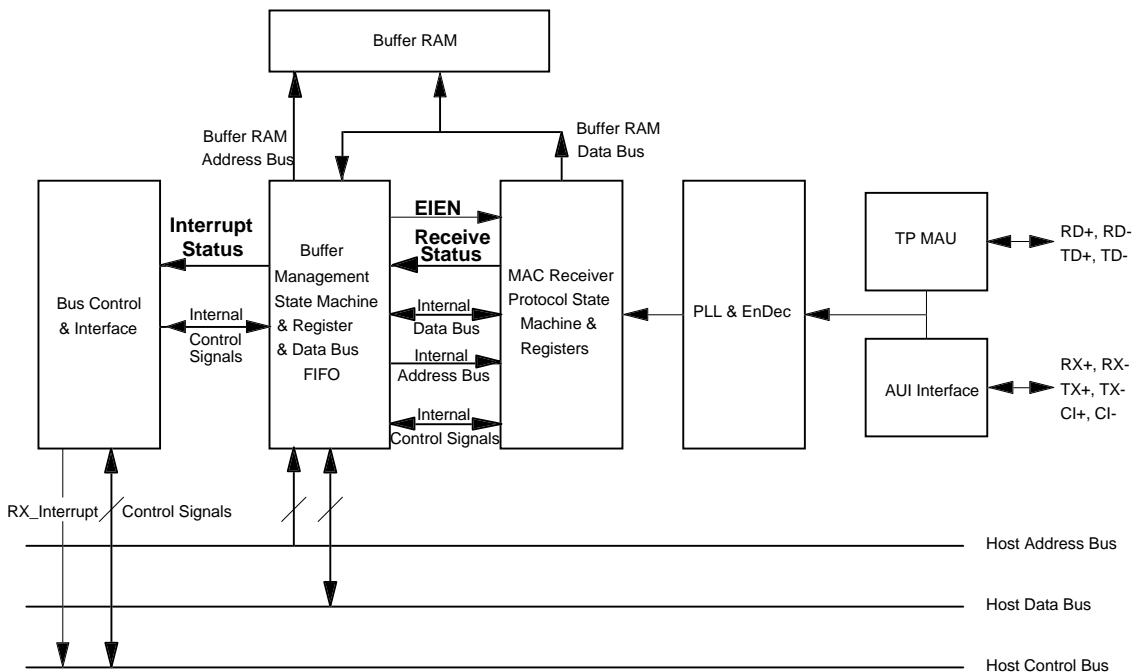 Buffer RAM
Buffer RAM
Address Bus
Buffer RAM
Data Bus
Interrupt
Status
EIEN
Receive
Status
Bus Control
& Interface
Internal
Control
Signals
Buffer
Management
State Machine
& Register
& Data Bus
FIFO
Internal
Data Bus
Internal
Address Bus
Internal
Control Signals
MAC Receiver
Protocol State
Machine &
Registers
PLL & EnDec
TP MAU
RD+, RD-
TD+, TD-
AUI Interface
RX+, RX-
TX+, TX-
CI+, CI-
RX_Interrupt
Control Signals
Host Address Bus
Host Data Bus
Host Control Bus